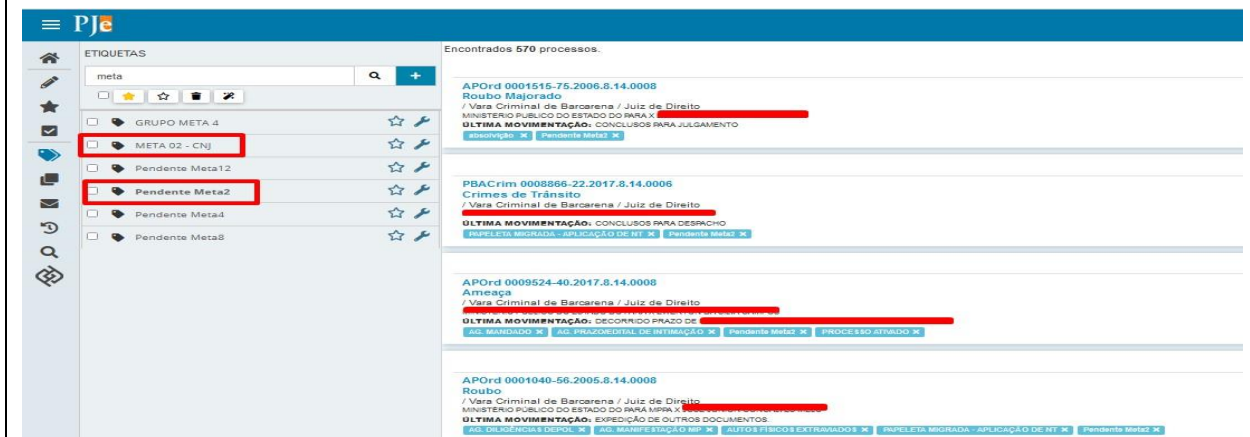 PJe
ETIQUETAS
meta
GRUPO META 4
META 02 - CNJ
Pendente Meta12
Pendente Meta2
Pendente Meta4
Pendente Meta8
Encontrados 570 processos.
APOrd 0001515-75.2006.8.14.0008
Roubo Majorado
/ Vara Criminal de Barcarena / Juiz de Direito
MINISTERIO PUBLICO DO ESTADO DO PARA X
ÚLTIMA MOVIMENTAÇÃO: CONCLUSOS PARA JULGAMENTO
absolvição × Pendente Meta2 ×
PBACrim 0008866-22.2017.8.14.0006
Crimes de Trânsito
/ Vara Criminal de Barcarena / Juiz de Direito
ÚLTIMA MOVIMENTAÇÃO: CONCLUSOS PARA DESPACHO
PAPELETA MIGRADA - APLICAÇÃO DE NT × Pendente Meta2 ×
APOrd 0009524-40.2017.8.14.0008
Ameaça
/ Vara Criminal de Barcarena / Juiz de Direito
ÚLTIMA MOVIMENTAÇÃO: DECORRIDO PRAZO DE
AG. MANDADO × AG. PRAZO/EDITAL DE INTIMAÇÃO × Pendente Meta2 × PROCESSO ATIVADO ×
APOrd 0001040-56.2005.8.14.0008
Roubo
/ Vara Criminal de Barcarena / Juiz de Direito
MINISTÉRIO PÚBLICO DO ESTADO DO PARÁ MPPA X
ÚLTIMA MOVIMENTAÇÃO: EXPEDIÇÃO DE OUTROS DOCUMENTOS
AG. DILIGÊNCIAS DEPOL × AG. MANIFESTAÇÃO MP × AUTOS FÍSICOS EXTRAVIADOS × PAPELETA MIGRADA - APLICAÇÃO DE NT × Pendente Meta2 ×